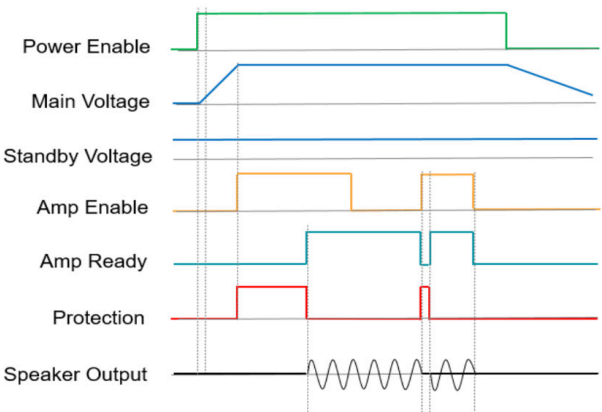 Power Enable
Main Voltage
Standby Voltage
Amp Enable
Amp Ready
Protection
Speaker Output